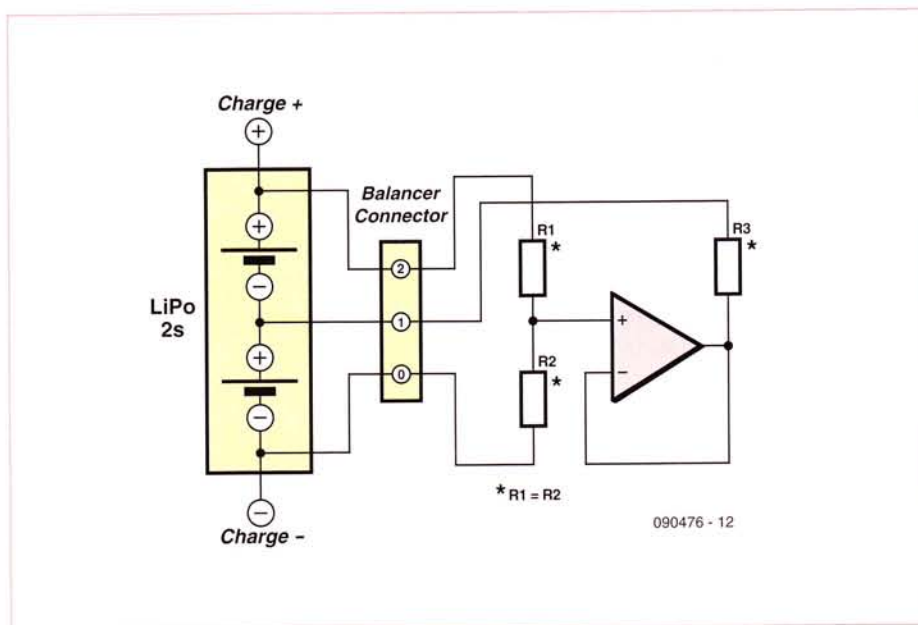 Charge +
+
Balancer
Connector
+
−
LiPo
2s
+
−
−
Charge −
2
1
0
R1
*
R2
*
R3
*
+
−
* R1 = R2
090476 - 12